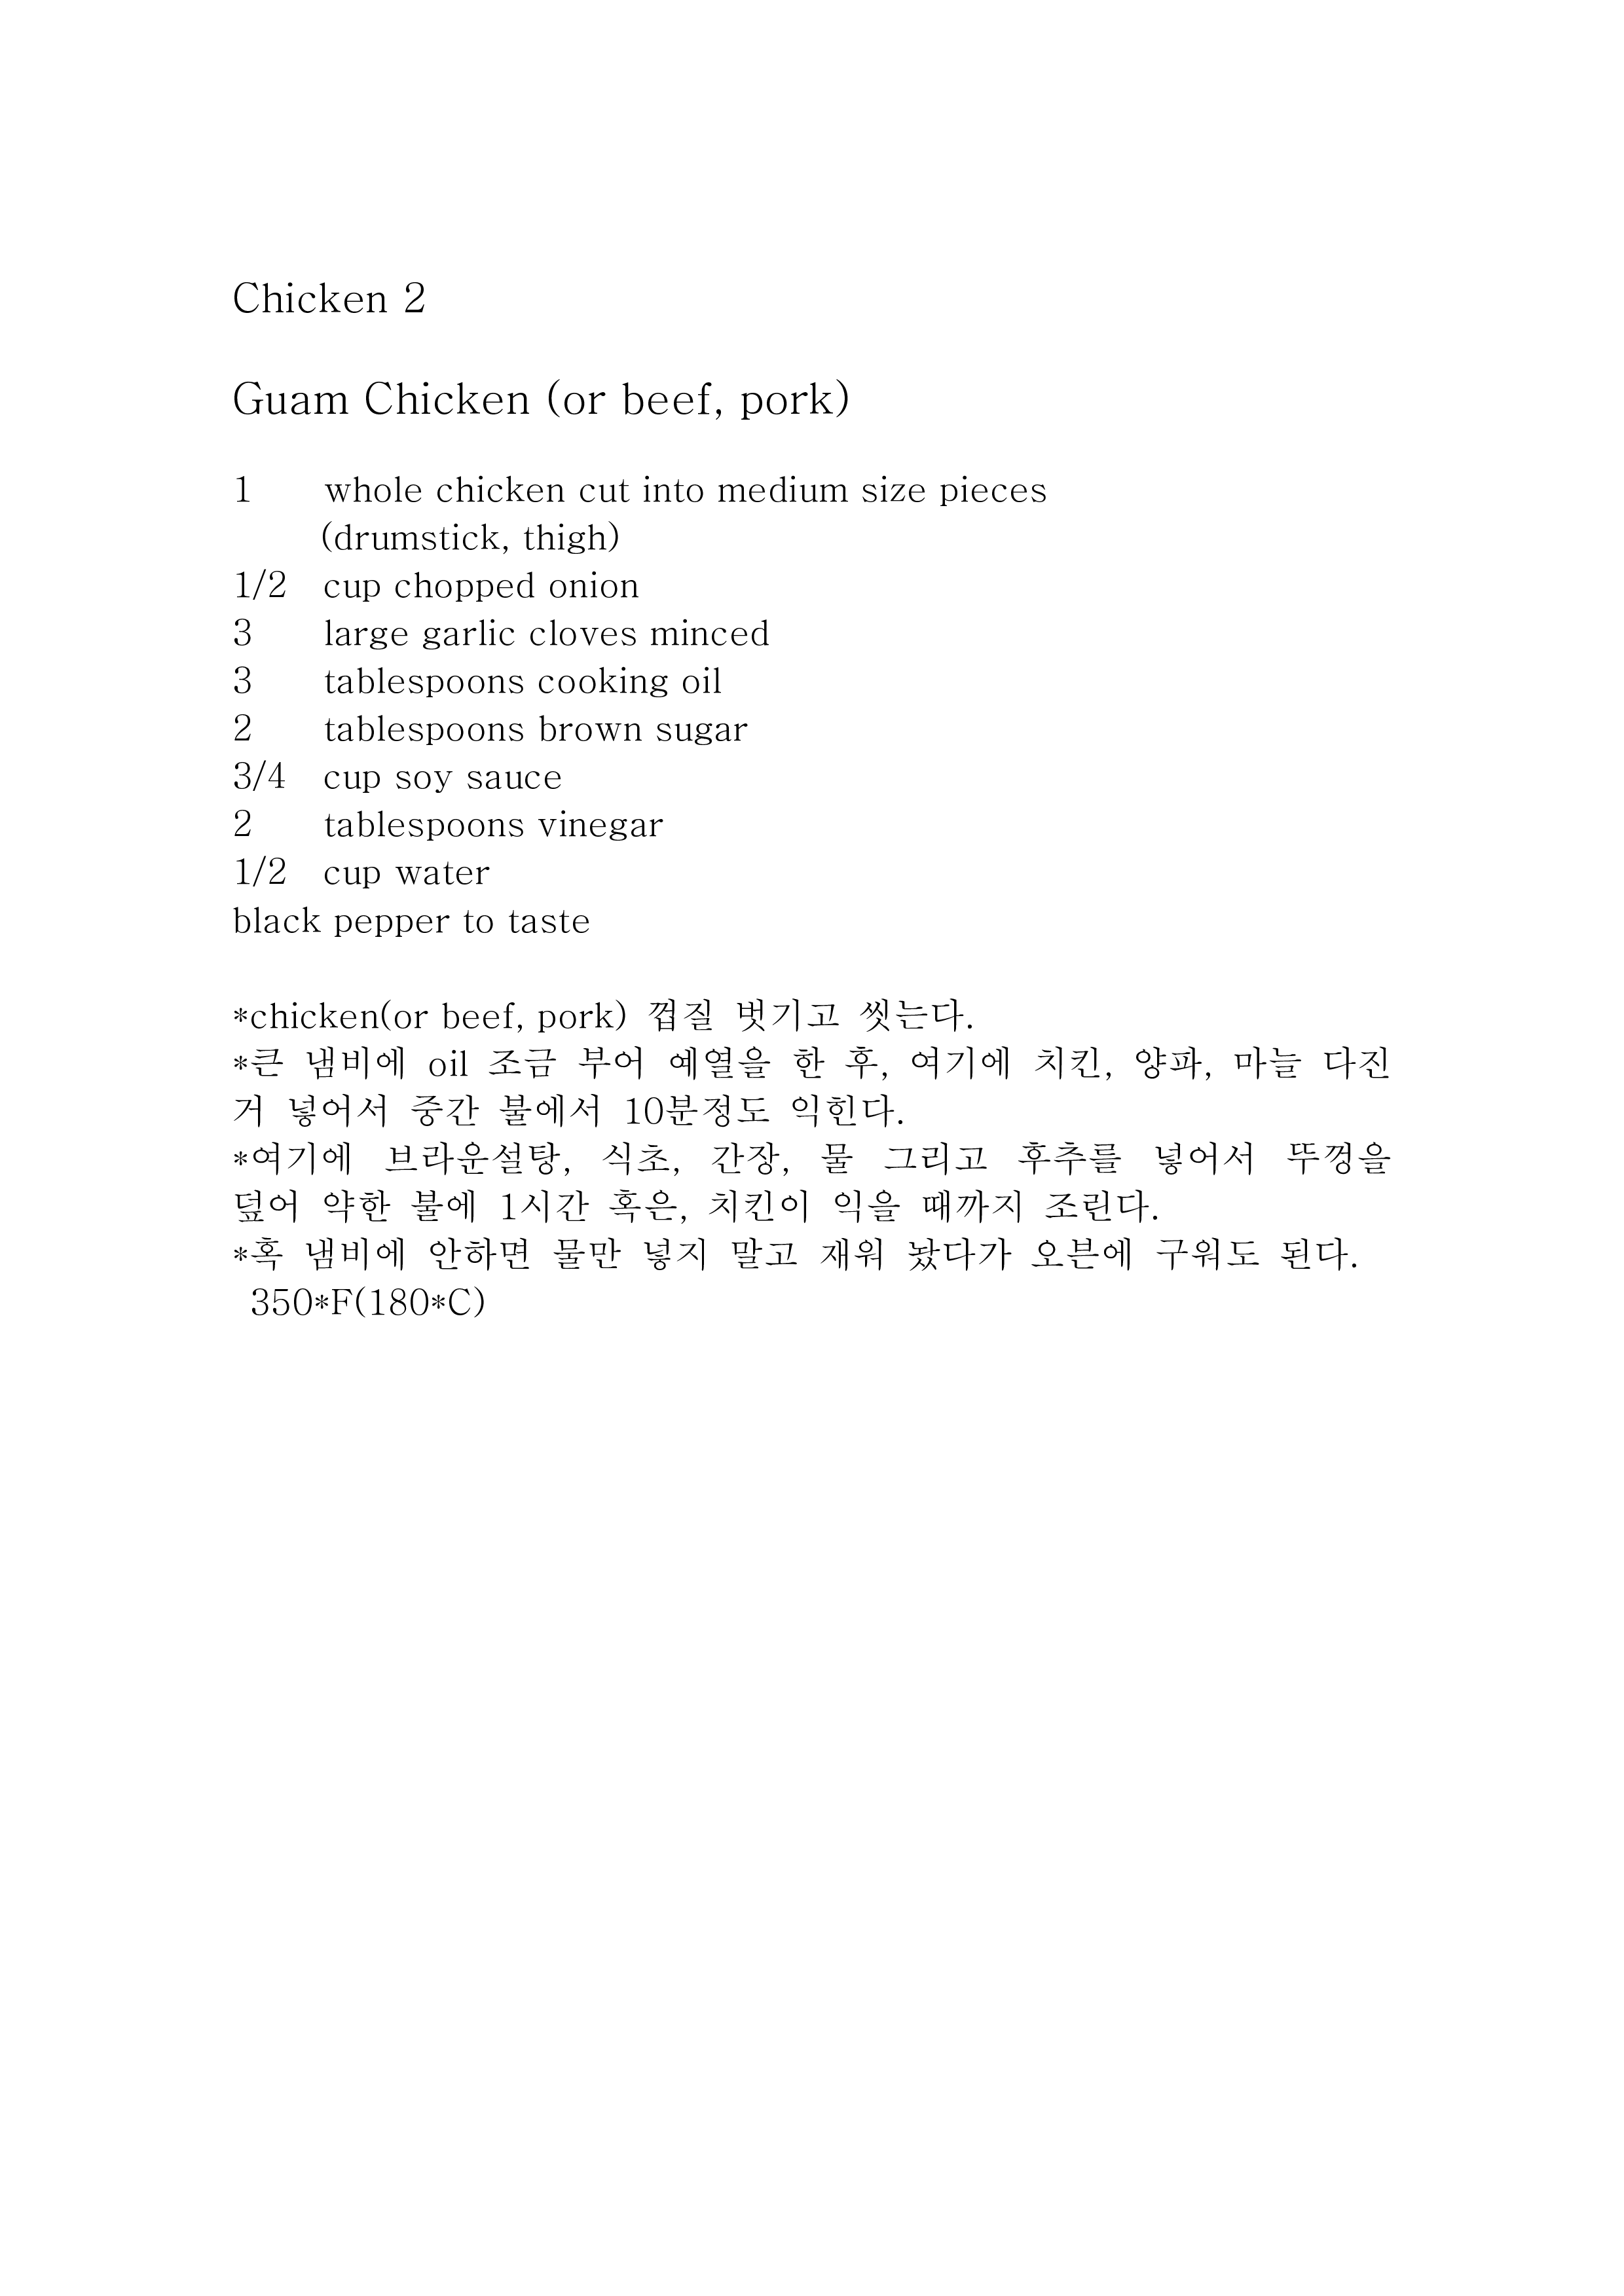 Chicken 2
Guam Chicken (or beef, pork)
1 whole chicken cut into medium size pieces
(drumstick, thigh)
1/2 cup chopped onion
3 large garlic cloves minced
3 tablespoons cooking oil
2 tablespoons brown sugar
3/4 cup soy sauce
2 tablespoons vinegar
1/2 cup water
black pepper to taste
*chicken(or beef, pork) 껍질 벗기고 씻는다.
*큰 냄비에 oil 조금 부어 예열을 한 후, 여기에 치킨, 양파, 마늘 다진
거 넣어서 중간 불에서 10분정도 익힌다.
*여기에 브라운설탕, 식초, 간장, 물 그리고 후추를 넣어서 뚜껑을
덮어 약한 불에 1시간 혹은, 치킨이 익을 때까지 조린다.
*혹 냄비에 안하면 물만 넣지 말고 재워 놨다가 오븐에 구워도 된다.
350*F(180*C)